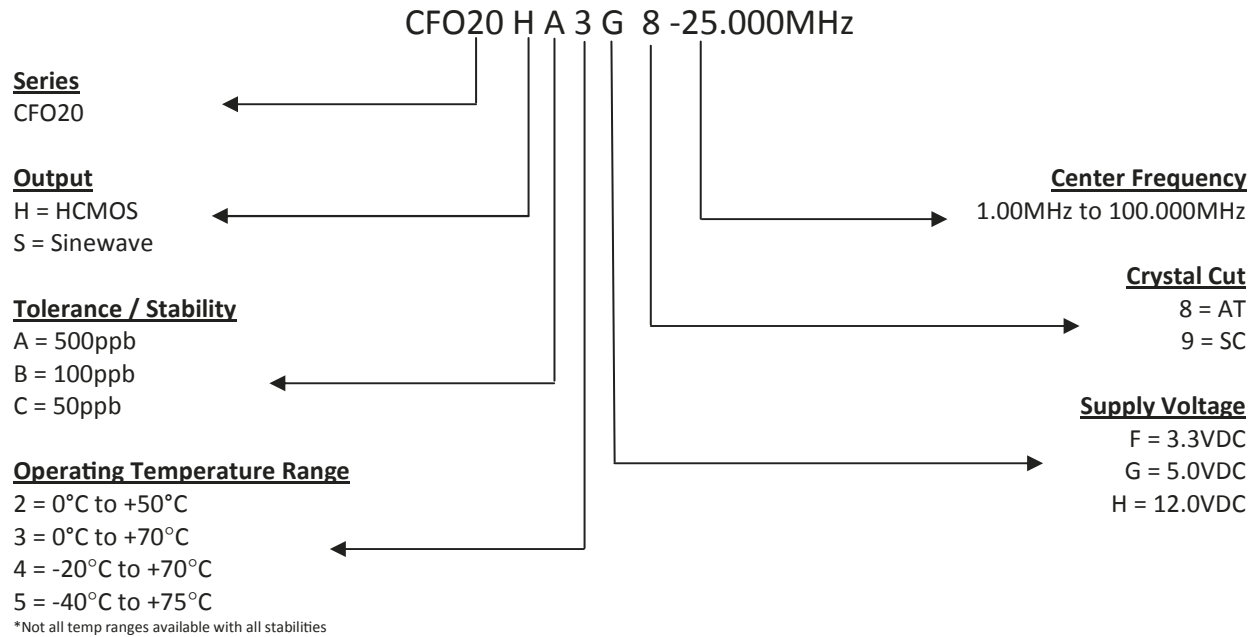 CFO20 H A 3 G 8 -25.000MHz
Series
CFO20
Output
H = HCMOS
S = Sinewave
Tolerance / Stability
A = 500ppb
B = 100ppb
C = 50ppb
Operating Temperature Range
2 = 0°C to +50°C
3 = 0°C to +70°C
4 = -20°C to +70°C
5 = -40°C to +75°C
*Not all temp ranges available with all stabilities
Center Frequency
1.00MHz to 100.000MHz
Crystal Cut
8 = AT
9 = SC
Supply Voltage
F = 3.3VDC
G = 5.0VDC
H = 12.0VDC